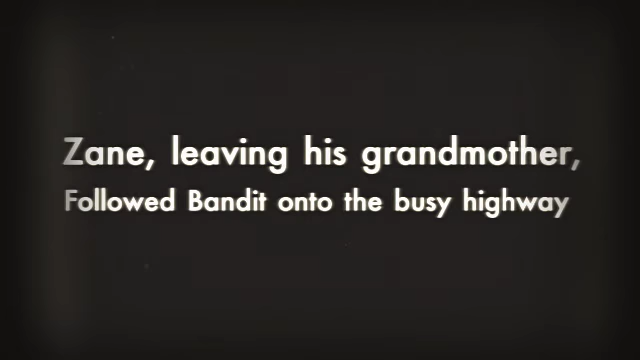 Zane, leaving his grandmother,
Followed Bandit onto the busy highway